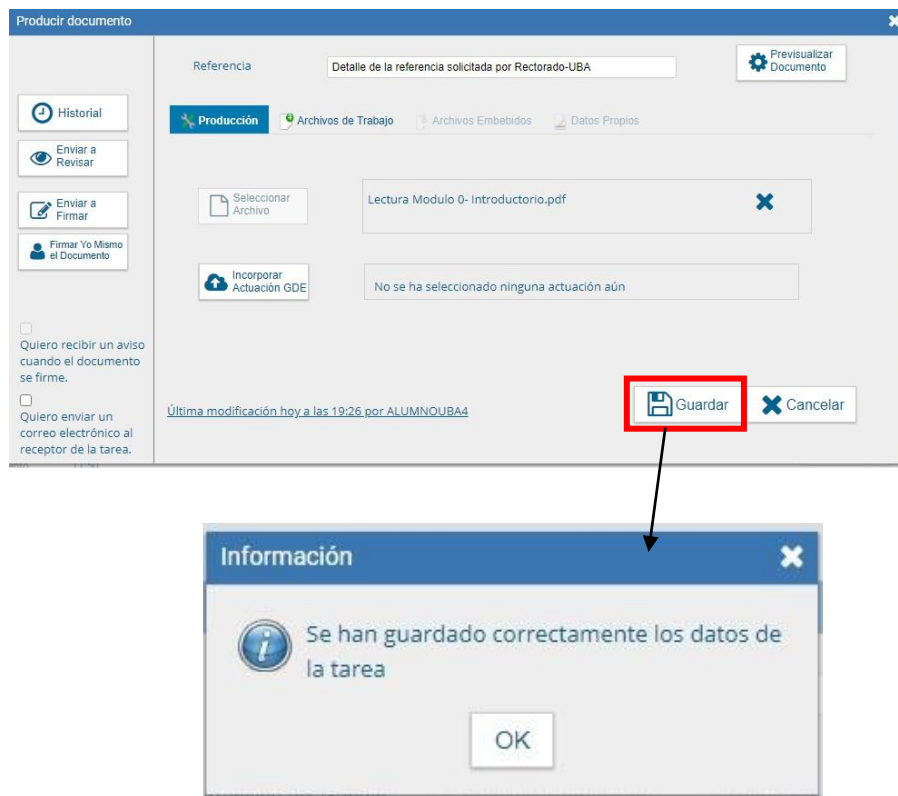 Producir documento
Referencia
Detalle de la referencia solicitada por Rectorado-UBA
Previsualizar
Documento
Historial
Enviar a
Revisar
Enviar a
Firmar
Firmar Yo Mismo
el Documento
Quiero recibir un aviso
cuando el documento
se firme.
Quiero enviar un
correo electrónico al
receptor de la tarea.
Producción
Archivos de Trabajo
Archivos Embebidos
Datos Propios
Seleccionar
Archivo
Lectura Modulo 0- Introductorio.pdf
Incorporar
Actuación GDE
No se ha seleccionado ninguna actuación aún
Última modificación hoy a las 19:26 por ALUMNOUBA4
Guardar
Cancelar
Información
Se han guardado correctamente los datos de
la tarea
OK